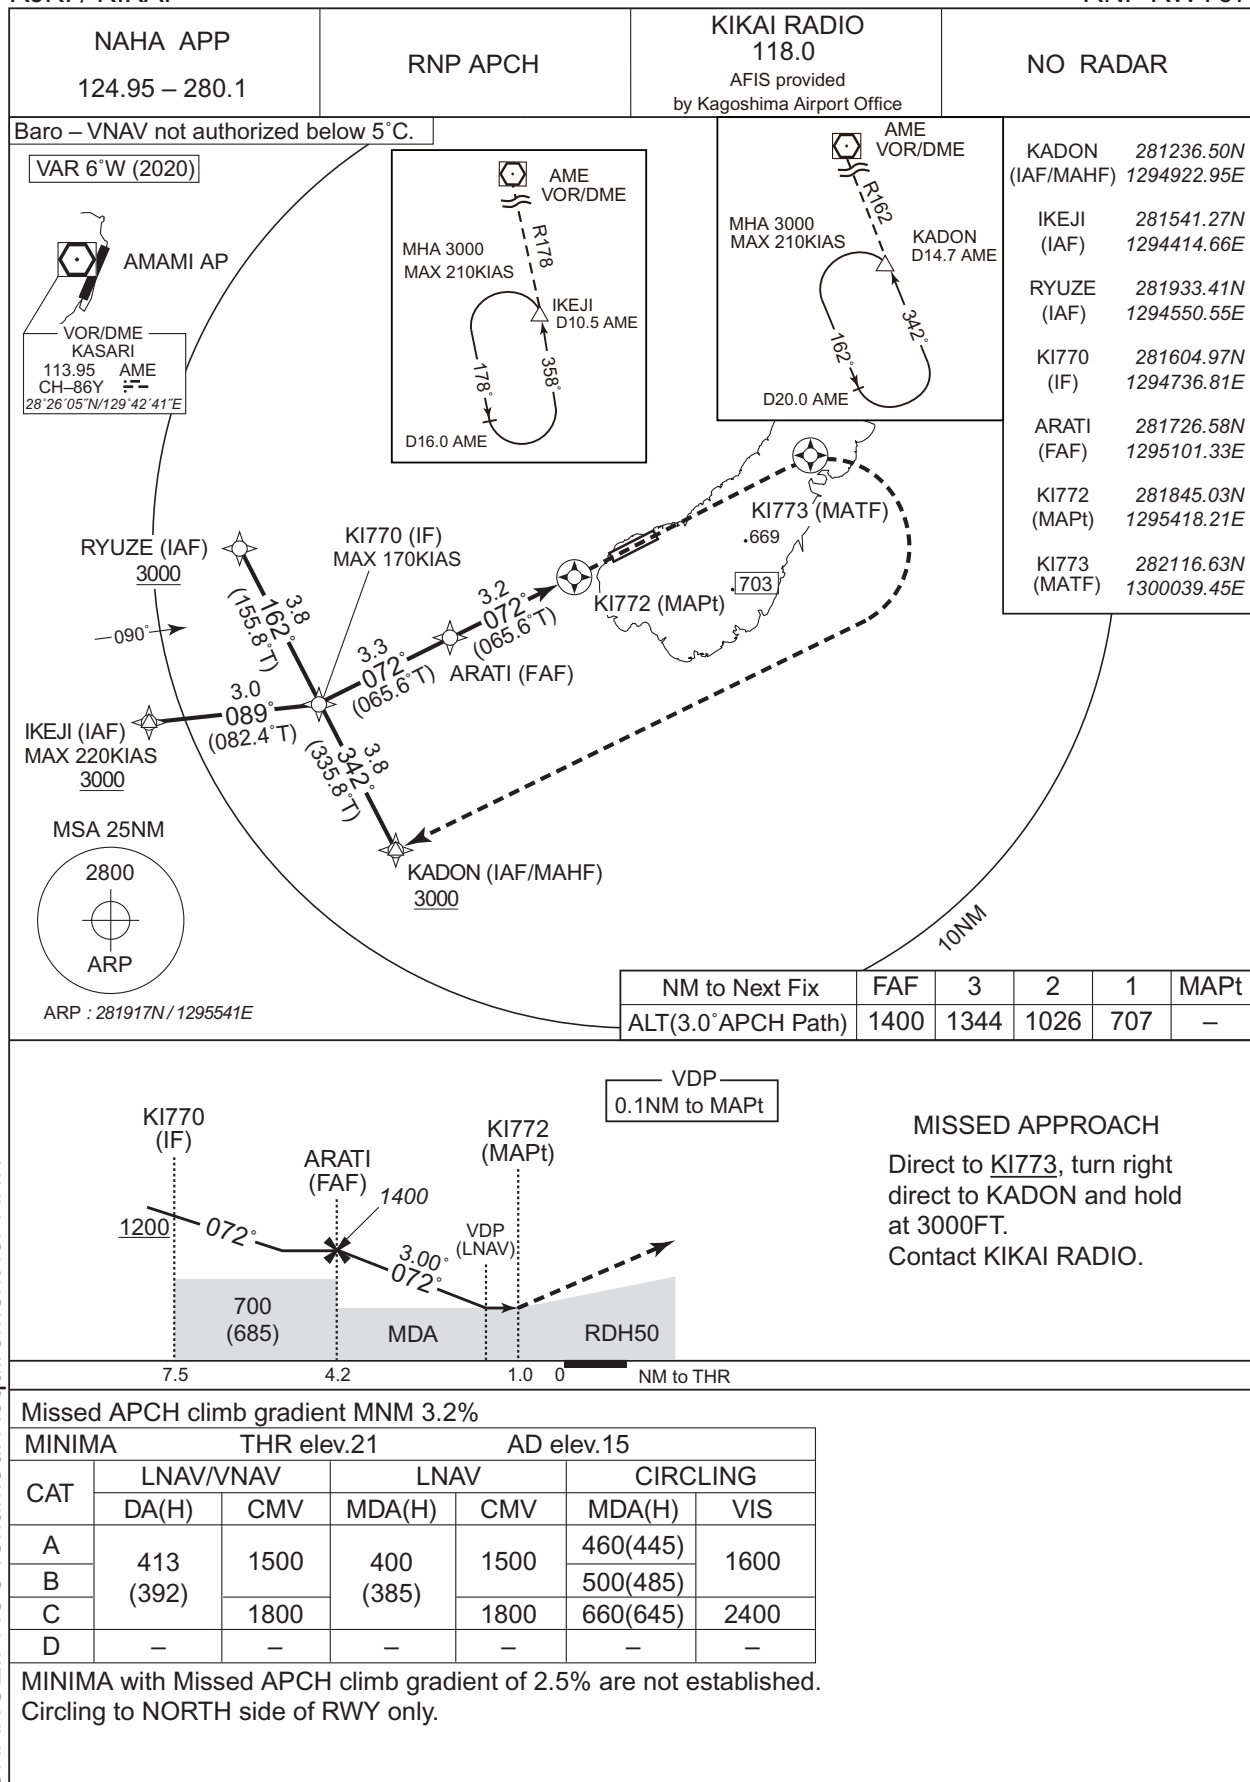 NAHA APP
124.95 – 280.1
RNP APCH
KIKAI RADIO
118.0
AFIS provided
by Kagoshima Airport Office
NO RADAR
Baro – VNAV not authorized below 5°C.
VAR 6°W (2020)
AMAMI AP
VOR/DME
KASARI
113.95 AME
CH–86Y
28°26´05˝N/129°42´41˝E
AME
VOR/DME
R178
MHA 3000
MAX 210KIAS
IKEJI
D10.5 AME
178°
358°
D16.0 AME
AME
VOR/DME
R162
MHA 3000
MAX 210KIAS
KADON
D14.7 AME
162°
342°
D20.0 AME
KADON 281236.50N
(IAF/MAHF) 1294922.95E
IKEJI 281541.27N
(IAF) 1294414.66E
RYUZE 281933.41N
(IAF) 1294550.55E
KI770 281604.97N
(IF) 1294736.81E
ARATI 281726.58N
(FAF) 1295101.33E
KI772 281845.03N
(MAPt) 1295418.21E
KI773 282116.63N
(MATF) 1300039.45E
KI773 (MATF)
669
703
KI772 (MAPt)
KI770 (IF)
MAX 170KIAS
RYUZE (IAF)
3000
3.8
162°
(155.8°T)
090°
3.2
072°
(065.6°T)
ARATI (FAF)
3.3
072°
(065.6°T)
3.0
089°
(082.4°T)
IKEJI (IAF)
MAX 220KIAS
3000
3.8
342°
(335.8°T)
KADON (IAF/MAHF)
3000
10NM
MSA 25NM
2800
ARP
ARP : 281917N / 1295541E
NM to Next Fix FAF 3 2 1 MAPt
ALT(3.0°APCH Path) 1400 1344 1026 707 –
VDP
0.1NM to MAPt
KI770
(IF)
ARATI
(FAF)
1400
KI772
(MAPt)
1200
072°
3.00°
072°
VDP
(LNAV)
700
(685)
MDA
RDH50
7.5 4.2 1.0 0 NM to THR
MISSED APPROACH
Direct to KI773, turn right
direct to KADON and hold
at 3000FT.
Contact KIKAI RADIO.
Missed APCH climb gradient MNM 3.2%
MINIMA THR elev.21 AD elev.15
CAT LNAV/VNAV LNAV CIRCLING
DA(H) CMV MDA(H) CMV MDA(H) VIS
A 413 (392) 1500 400 (385) 1500 460(445) 1600
B 500(485)
C 1800 1800 660(645) 2400
D – – – – – –
MINIMA with Missed APCH climb gradient of 2.5% are not established.
Circling to NORTH side of RWY only.